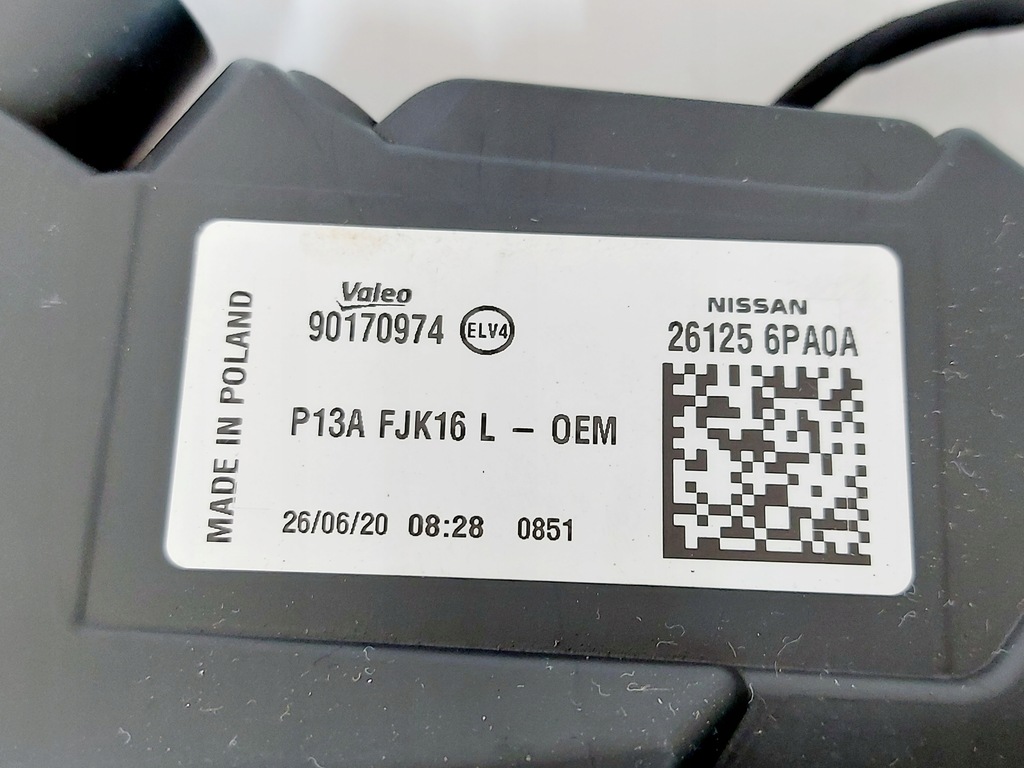 MADE IN POLAND
Valeo
90170974 ELV4
P13A FJK16 L – OEM
26/06/20 08:28 0851
NISSAN
26125 6PA0A